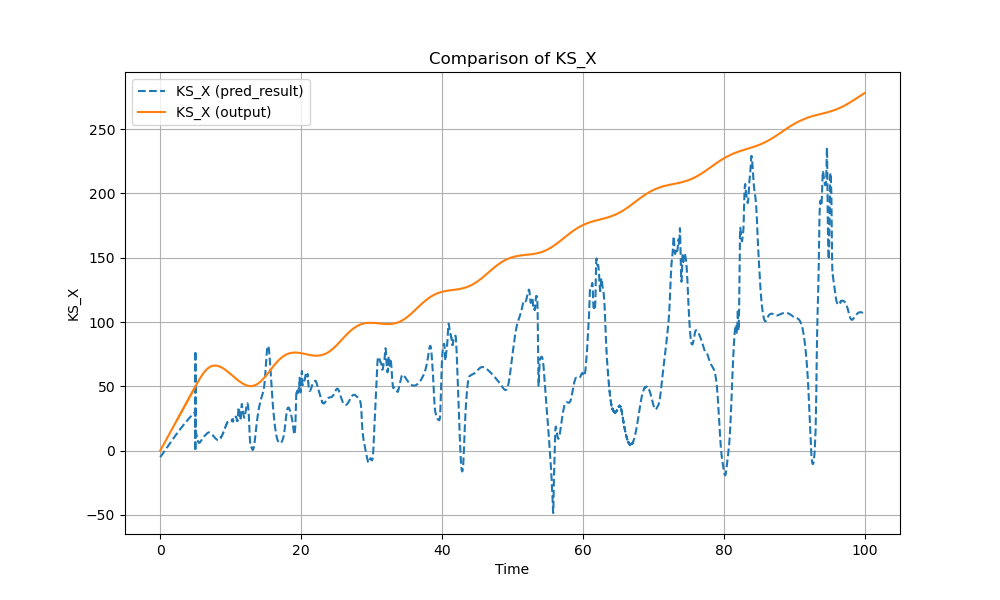 Comparison of KS_X
KS_X (pred_result)
KS_X (output)
250
200
150
100
50
0
−50
KS_X
0 20 40 60 80 100
Time